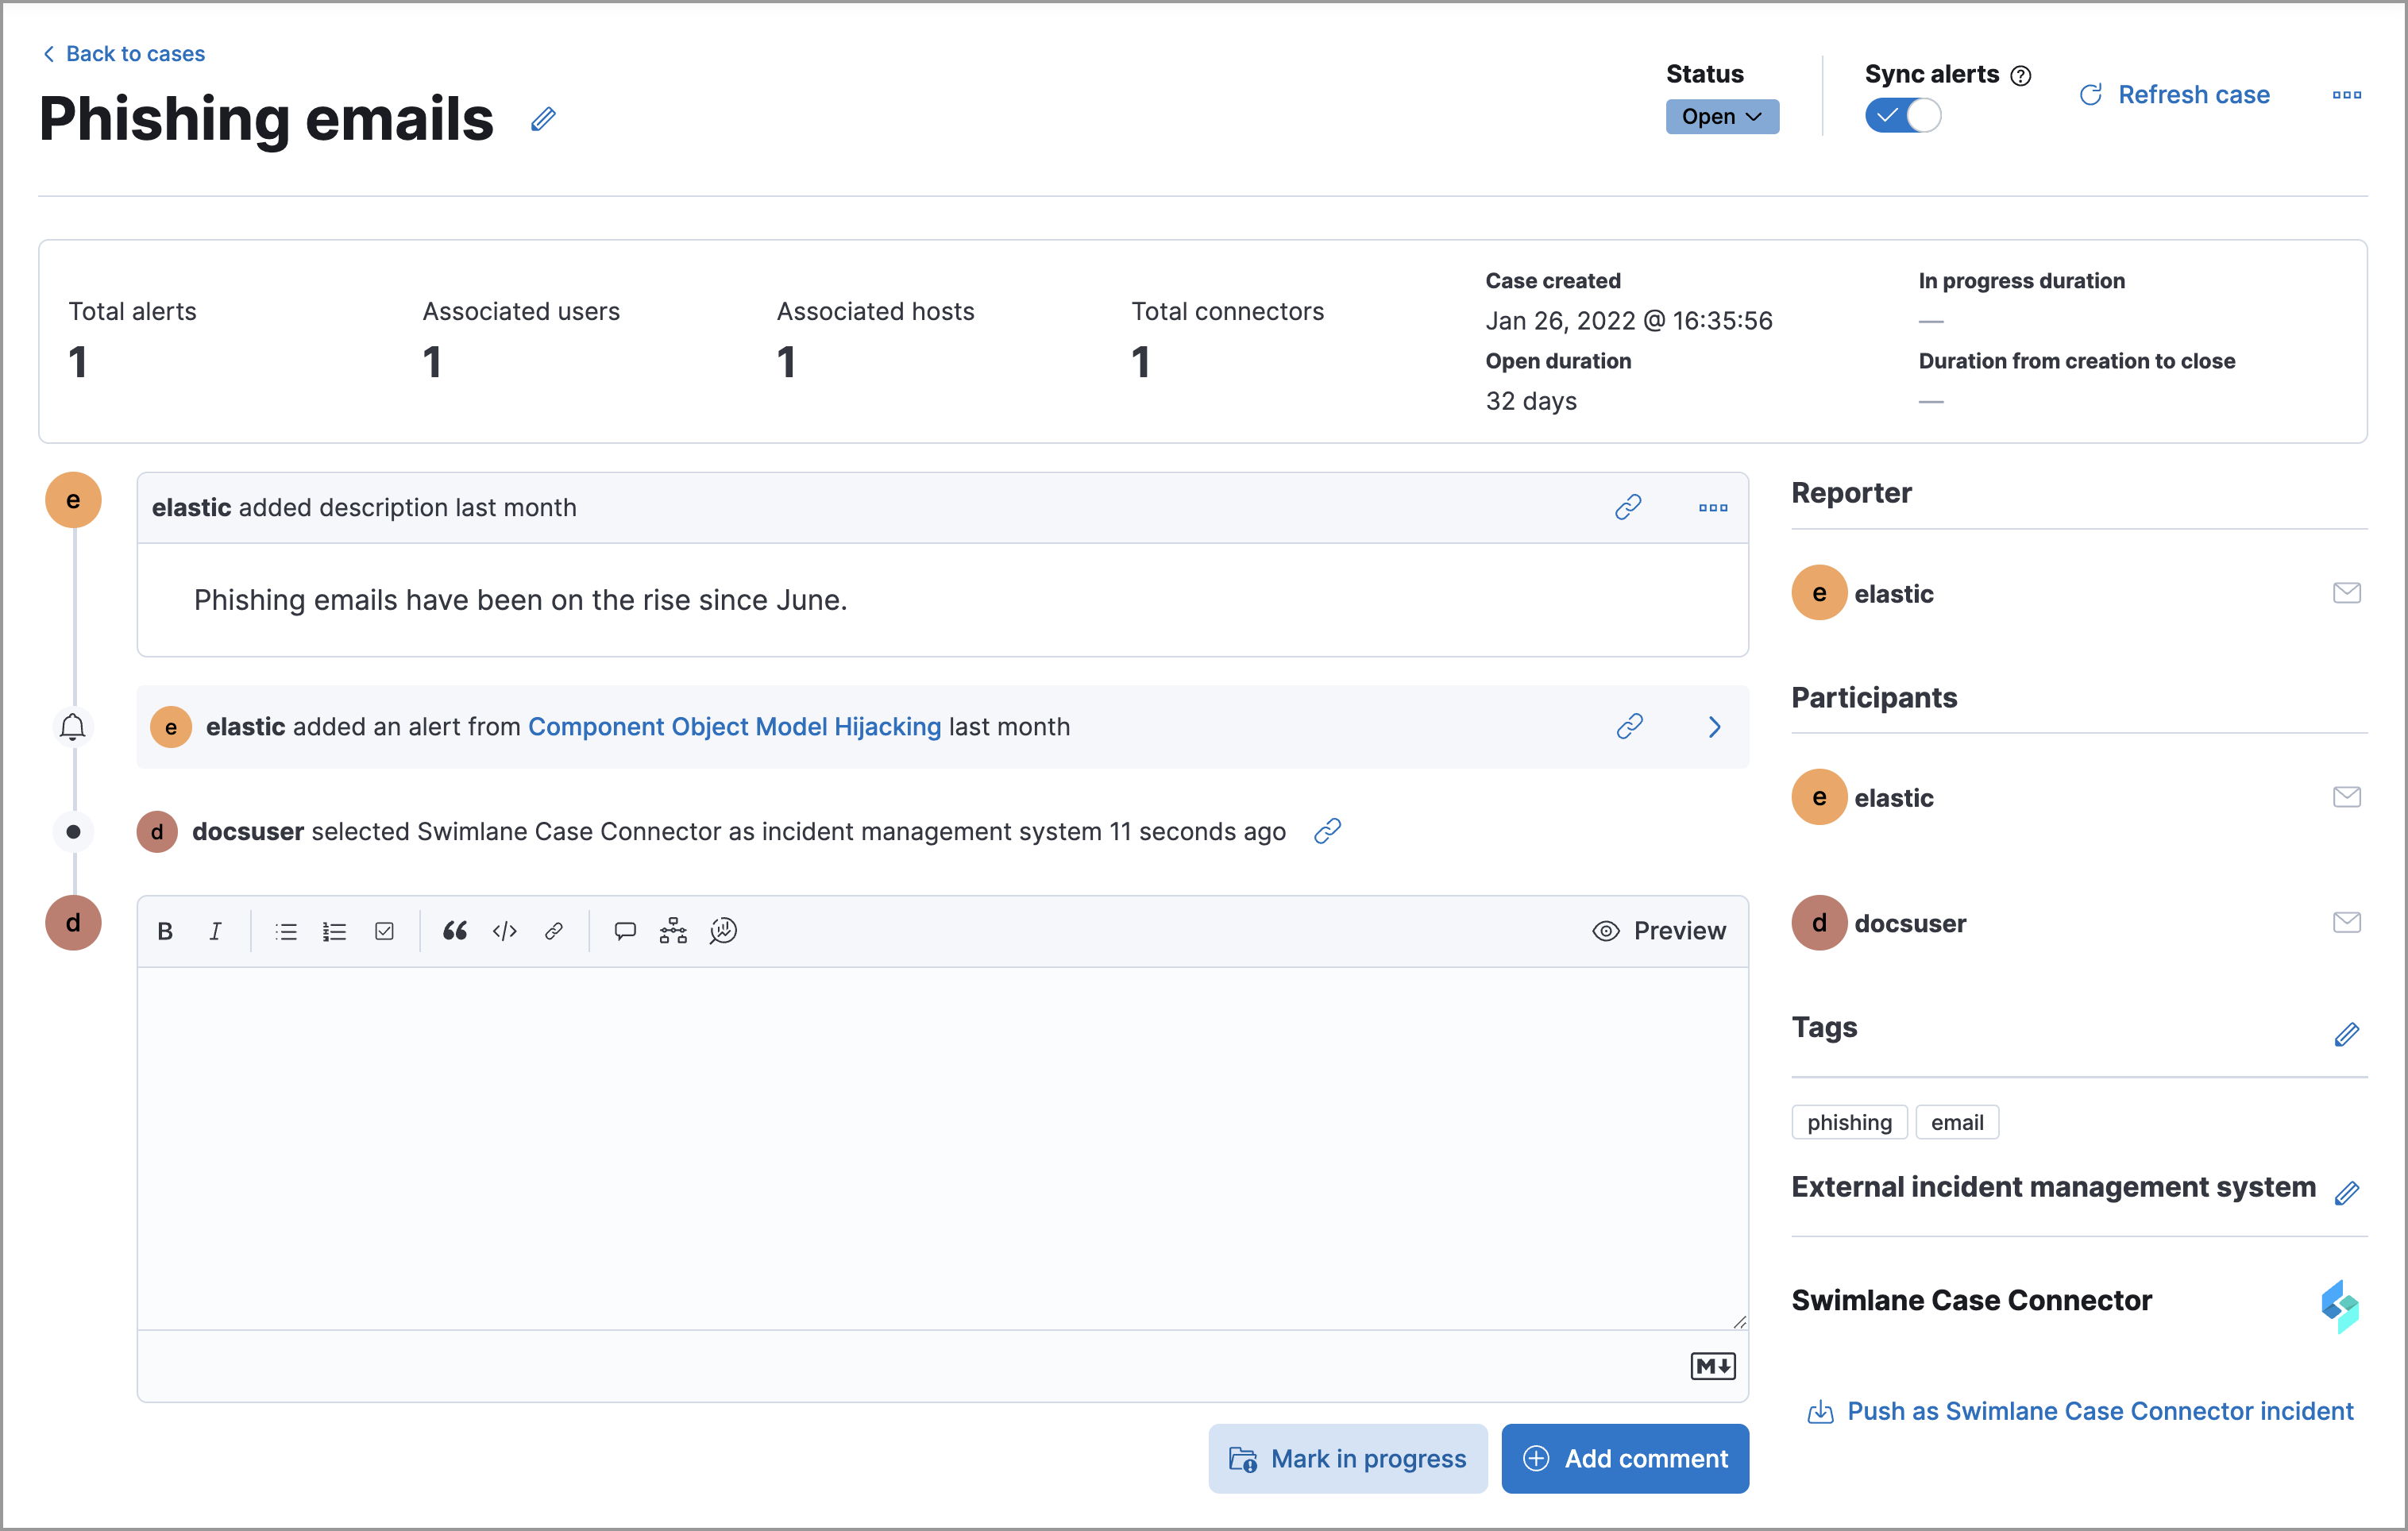 Back to cases
Phishing emails
Status
Open
Sync alerts
Refresh case
Total alerts
1
Associated users
1
Associated hosts
1
Total connectors
1
Case created
Jan 26, 2022 @ 16:35:56
Open duration
32 days
In progress duration
—
Duration from creation to close
—
e
elastic added description last month
Phishing emails have been on the rise since June.
e elastic added an alert from Component Object Model Hijacking last month
d docsuser selected Swimlane Case Connector as incident management system 11 seconds ago
d
B I
Preview
M
Mark in progress
Add comment
Reporter
e elastic
Participants
e elastic
d docsuser
Tags
phishing email
External incident management system
Swimlane Case Connector
Push as Swimlane Case Connector incident